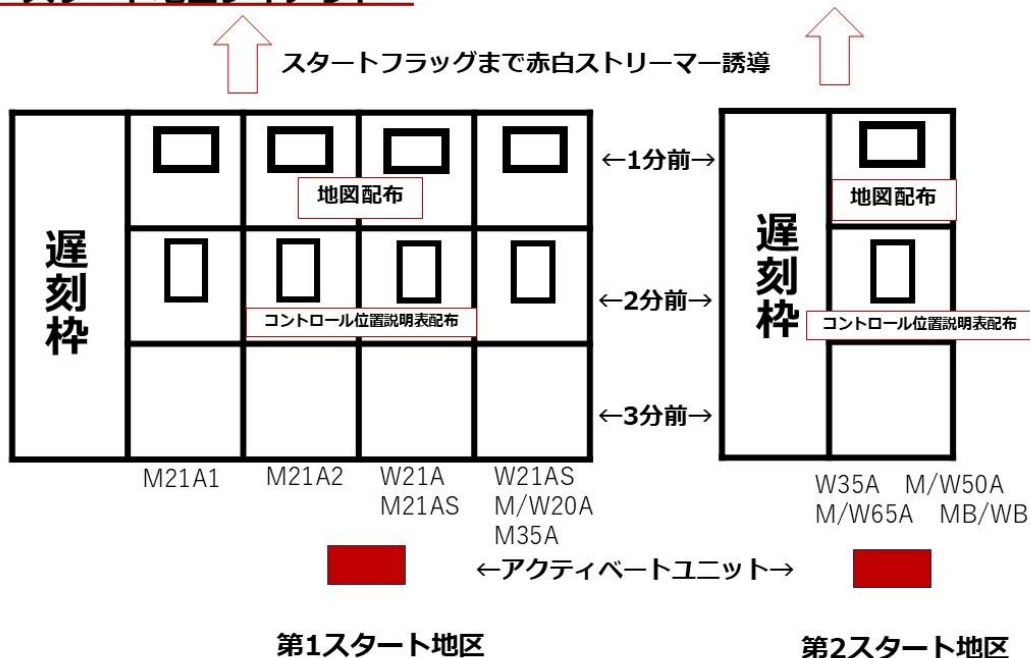 スタートフラッグまで赤白ストリーマー誘導
←1分前→
地図配布
地図配布
遅刻枠
遅刻枠
←2分前→
コントロール位置説明表配布
コントロール位置説明表配布
←3分前→
M21A1
M21A2
W21A
M21AS
W21AS
M/W20A
M35A
W35A M/W50A
M/W65A MB/WB
←アクティベートユニット→
第1スタート地区
第2スタート地区